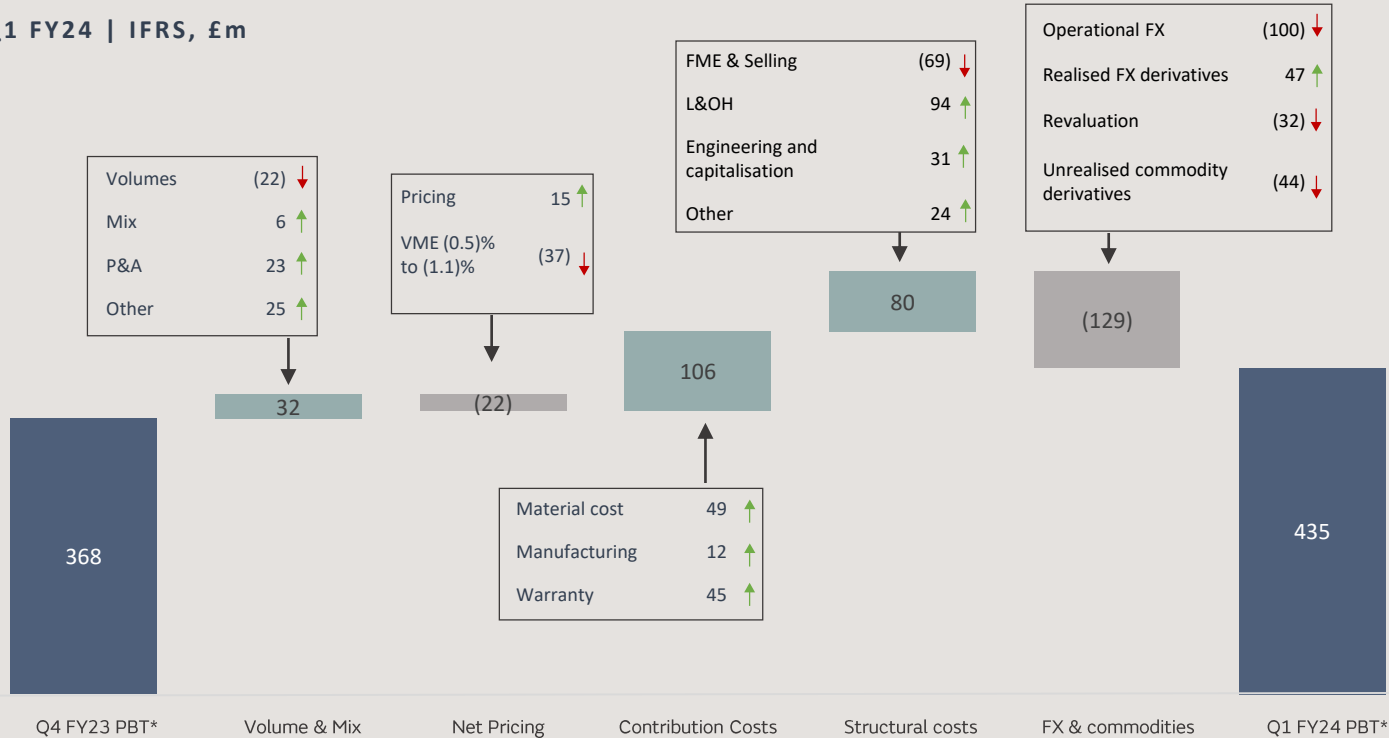 1 FY24 | IFRS, £m
Volumes (22)
Mix 6
P&A 23
Other 25
Pricing 15
VME (0.5)%
to (1.1)% (37)
FME & Selling (69)
L&OH 94
Engineering and
capitalisation 31
Other 24
Operational FX (100)
Realised FX derivatives 47
Revaluation (32)
Unrealised commodity
derivatives (44)
368
32
(22)
106
80
(129)
435
Material cost 49
Manufacturing 12
Warranty 45
Q4 FY23 PBT* Volume & Mix Net Pricing Contribution Costs Structural costs FX & commodities Q1 FY24 PBT*